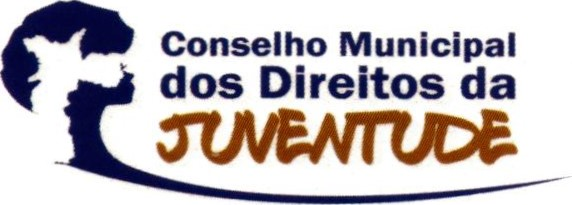 Conselho Municipal
dos Direitos da
JUVENTUDE